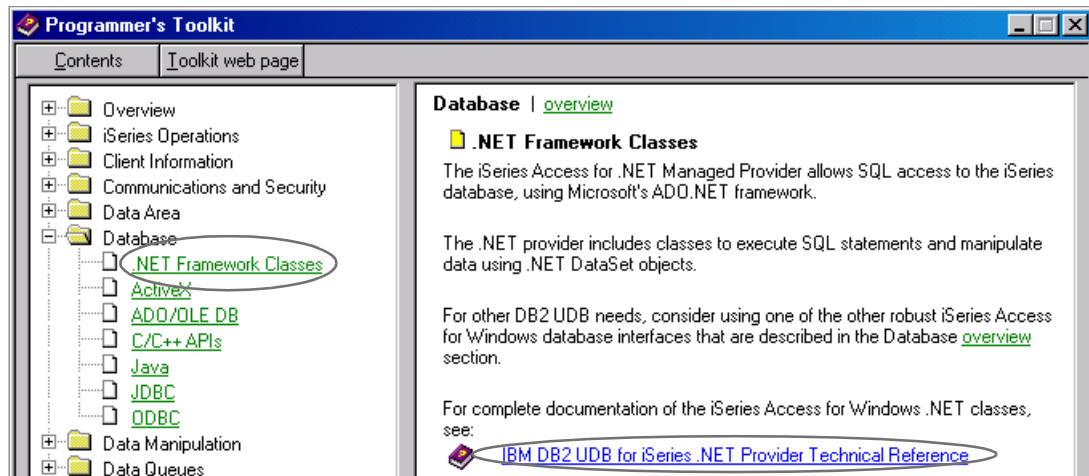 Programmer's Toolkit
Contents Toolkit web page
Overview
iSeries Operations
Client Information
Communications and Security
Data Area
Database
.NET Framework Classes
ActiveX
ADO/OLE DB
C/C++ APIs
Java
JDBC
ODBC
Data Manipulation
Data Queues
Database | overview
.NET Framework Classes
The iSeries Access for .NET Managed Provider allows SQL access to the iSeries
database, using Microsoft's ADO.NET framework.
The .NET provider includes classes to execute SQL statements and manipulate
data using .NET DataSet objects.
For other DB2 UDB needs, consider using one of the other robust iSeries Access
for Windows database interfaces that are described in the Database overview
section.
For complete documentation of the iSeries Access for Windows .NET classes,
see:
IBM DB2 UDB for iSeries .NET Provider Technical Reference